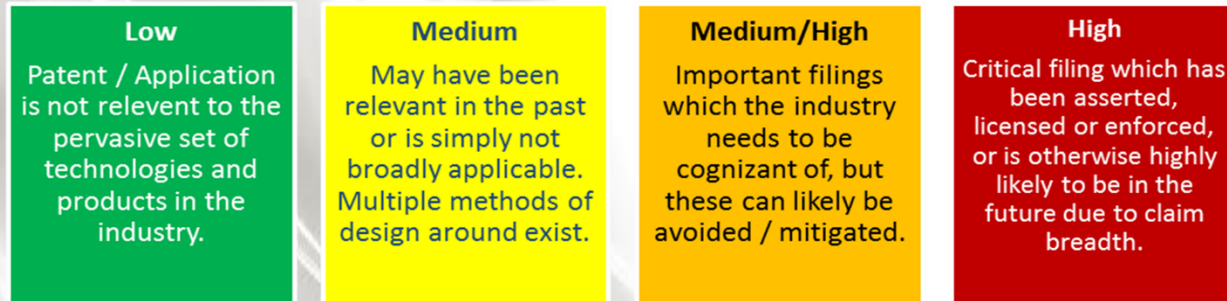 Low
Patent / Application
is not relevent to the
pervasive set of
technologies and
products in the
industry.
Medium
May have been
relevant in the past
or is simply not
broadly applicable.
Multiple methods of
design around exist.
Medium/High
Important filings
which the industry
needs to be
cognizant of, but
these can likely be
avoided / mitigated.
High
Critical filing which has
been asserted,
licensed or enforced,
or is otherwise highly
likely to be in the
future due to claim
breadth.